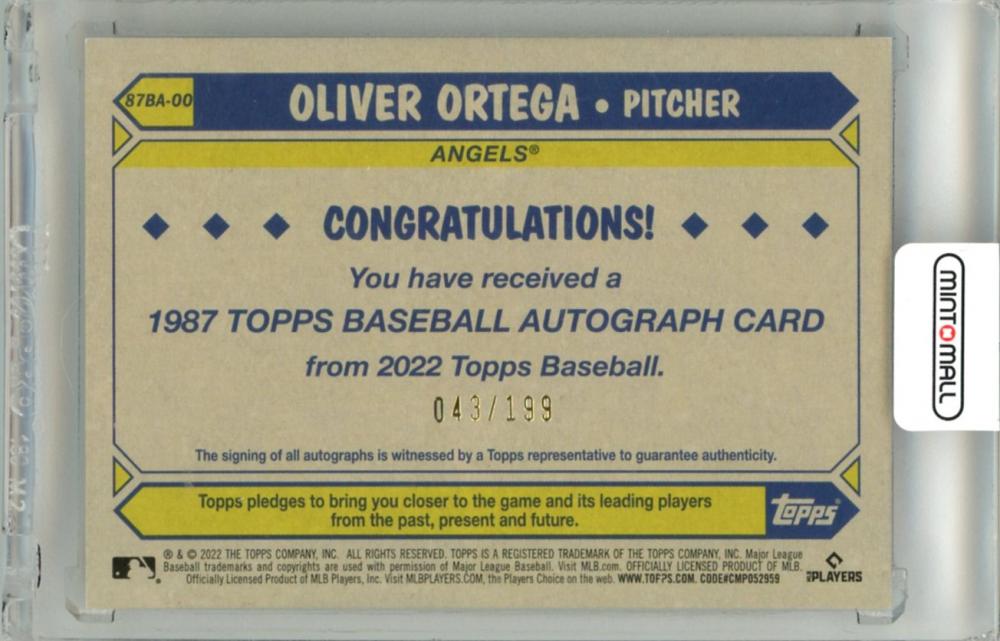 87BA-OO
OLIVER ORTEGA • PITCHER
ANGELS®
CONGRATULATIONS!
You have received a
1987 TOPPS BASEBALL AUTOGRAPH CARD
from 2022 Topps Baseball.
043/199
The signing of all autographs is witnessed by a Topps representative to guarantee authenticity.
Topps pledges to bring you closer to the game and its leading players
from the past, present and future.
topps
® & © 2022 THE TOPPS COMPANY, INC. ALL RIGHTS RESERVED. TOPPS IS A REGISTERED TRADEMARK OF THE TOPPS COMPANY, INC. Major League
Baseball trademarks and copyrights are used with permission of Major League Baseball. Visit MLB.com. OFFICIALLY LICENSED PRODUCT OF MLB.
Officially Licensed Product of MLB Players, Inc. Visit MLBPLAYERS.COM, the Players Choice on the web. WWW.TOPPS.COM. CODE#CMP052959
MLBPLAYERS
MINTOMALL